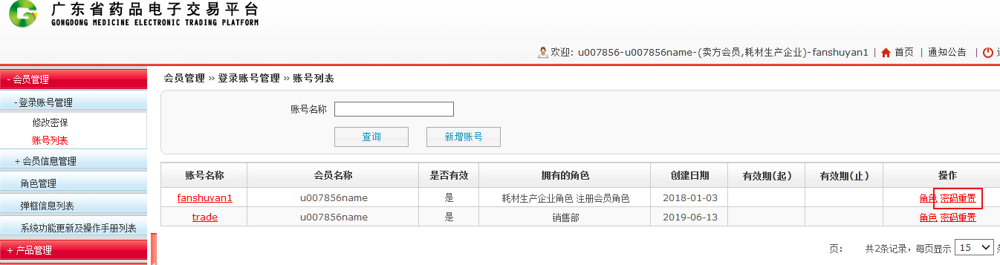 广东省药品电子交易平台
GONGDONG MEDICINE ELECTRONIC TRADING PLATFORM
欢迎: u007856-u007856name-(卖方会员,耗材生产企业)-fanshuyan1 | 首页 | 通知公告 |
- 会员管理
- 登录账号管理
修改密保
账号列表
+ 会员信息管理
角色管理
弹框信息列表
系统功能更新及操作手册列表
+ 产品管理
会员管理 » 登录账号管理 » 账号列表
账号名称
查询 新增账号
账号名称 会员名称 是否有效 拥有的角色 创建日期 有效期(起) 有效期(止) 操作
fanshuyan1 u007856name 是 耗材生产企业角色 注册会员角色 2018-01-03 角色 密码重置
trade u007856name 是 销售部 2019-06-13 角色 密码重置
页: 共2条记录，每页显示 15